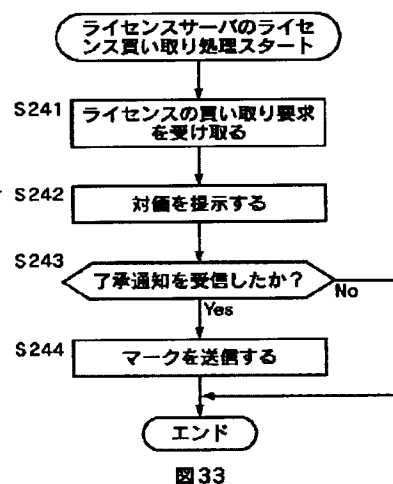 ライセンスサーバのライセ
ンス買い取り処理スタート
S241
ライセンスの買い取り要求
を受け取る
S242
対価を提示する
S243
了承通知を受信したか?
No
Yes
S244
マークを送信する
エンド
図33